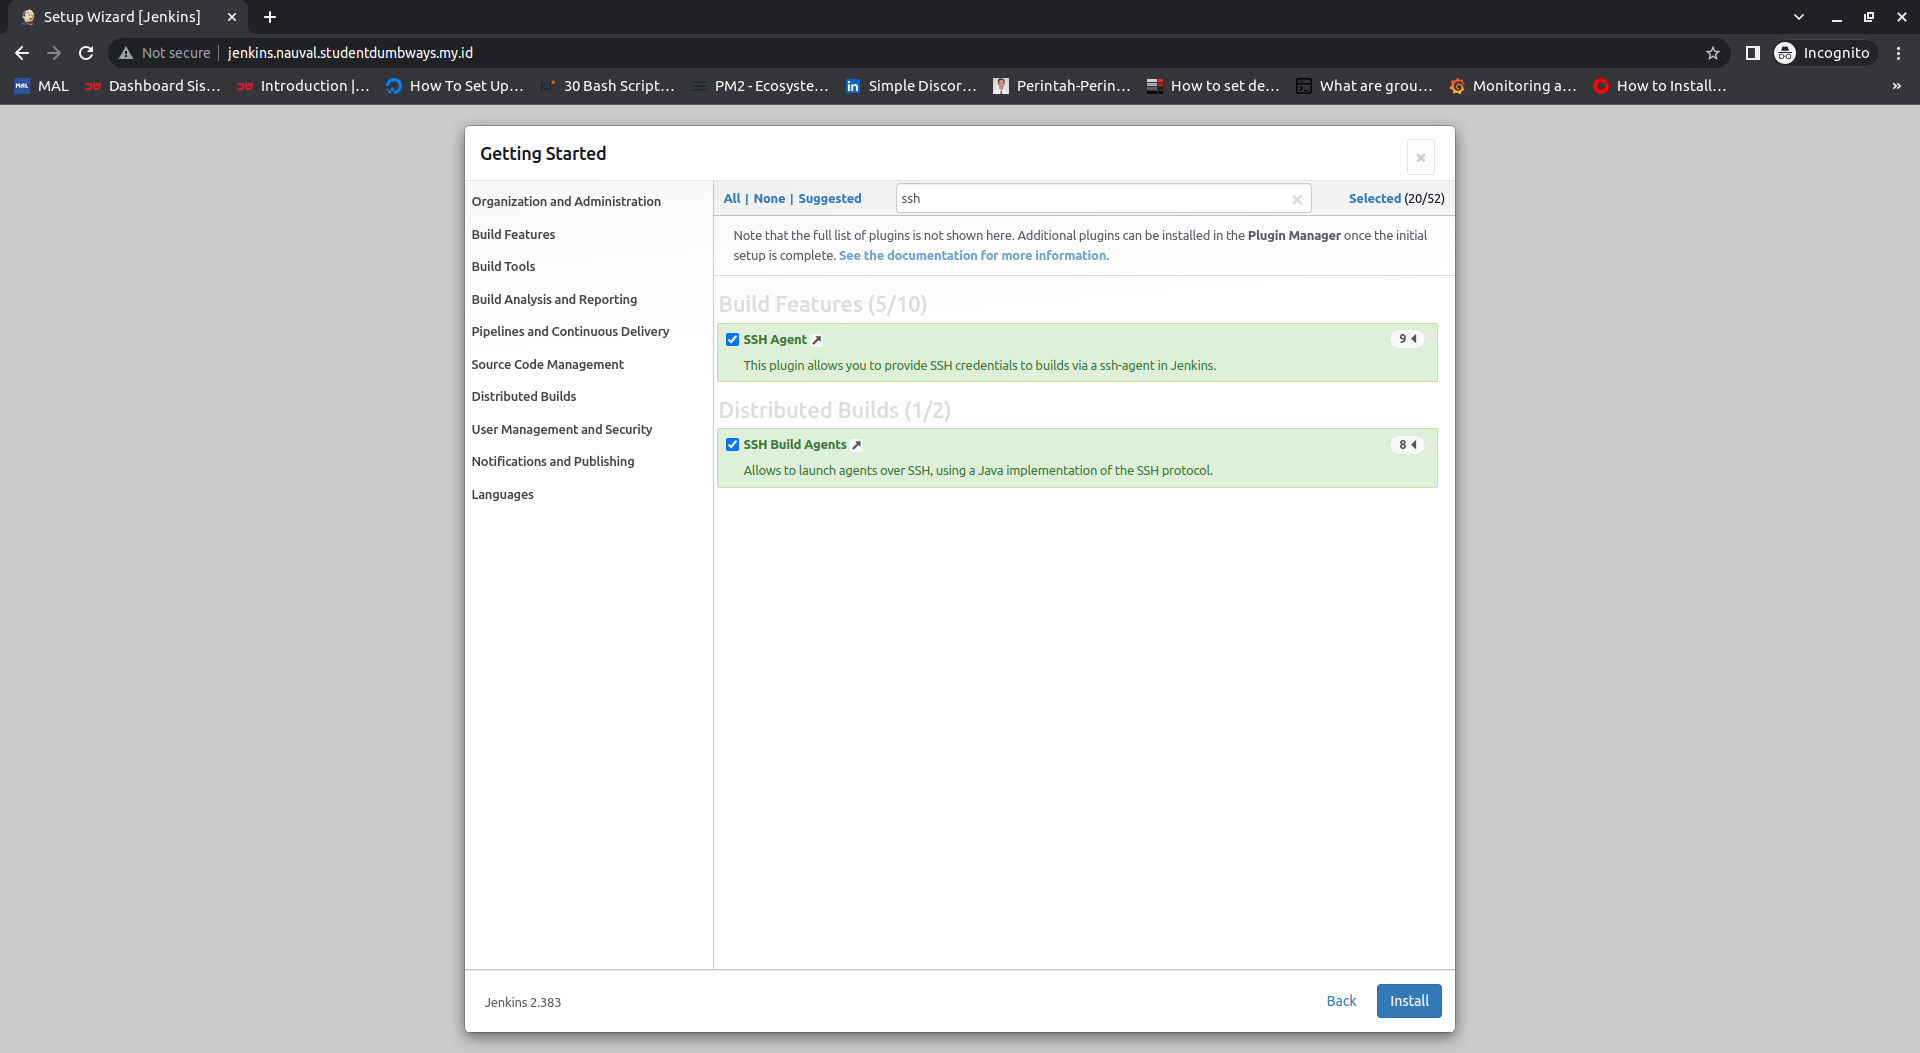 Setup Wizard [Jenkins]
Not secure
jenkins.nauval.studentdumbways.my.id
Incognito
MAL
Dashboard Sis...
Introduction |...
How To Set Up...
30 Bash Script...
PM2 - Ecosyste...
Simple Discor...
Perintah-Perin...
How to set de...
What are grou...
Monitoring a...
How to Install...
Getting Started
Organization and Administration
Build Features
Build Tools
Build Analysis and Reporting
Pipelines and Continuous Delivery
Source Code Management
Distributed Builds
User Management and Security
Notifications and Publishing
Languages
All | None | Suggested
ssh
Selected (20/52)
Note that the full list of plugins is not shown here. Additional plugins can be installed in the Plugin Manager once the initial
setup is complete. See the documentation for more information.
Build Features (5/10)
SSH Agent
9
This plugin allows you to provide SSH credentials to builds via a ssh-agent in Jenkins.
Distributed Builds (1/2)
SSH Build Agents
8
Allows to launch agents over SSH, using a Java implementation of the SSH protocol.
Jenkins 2.383
Back
Install